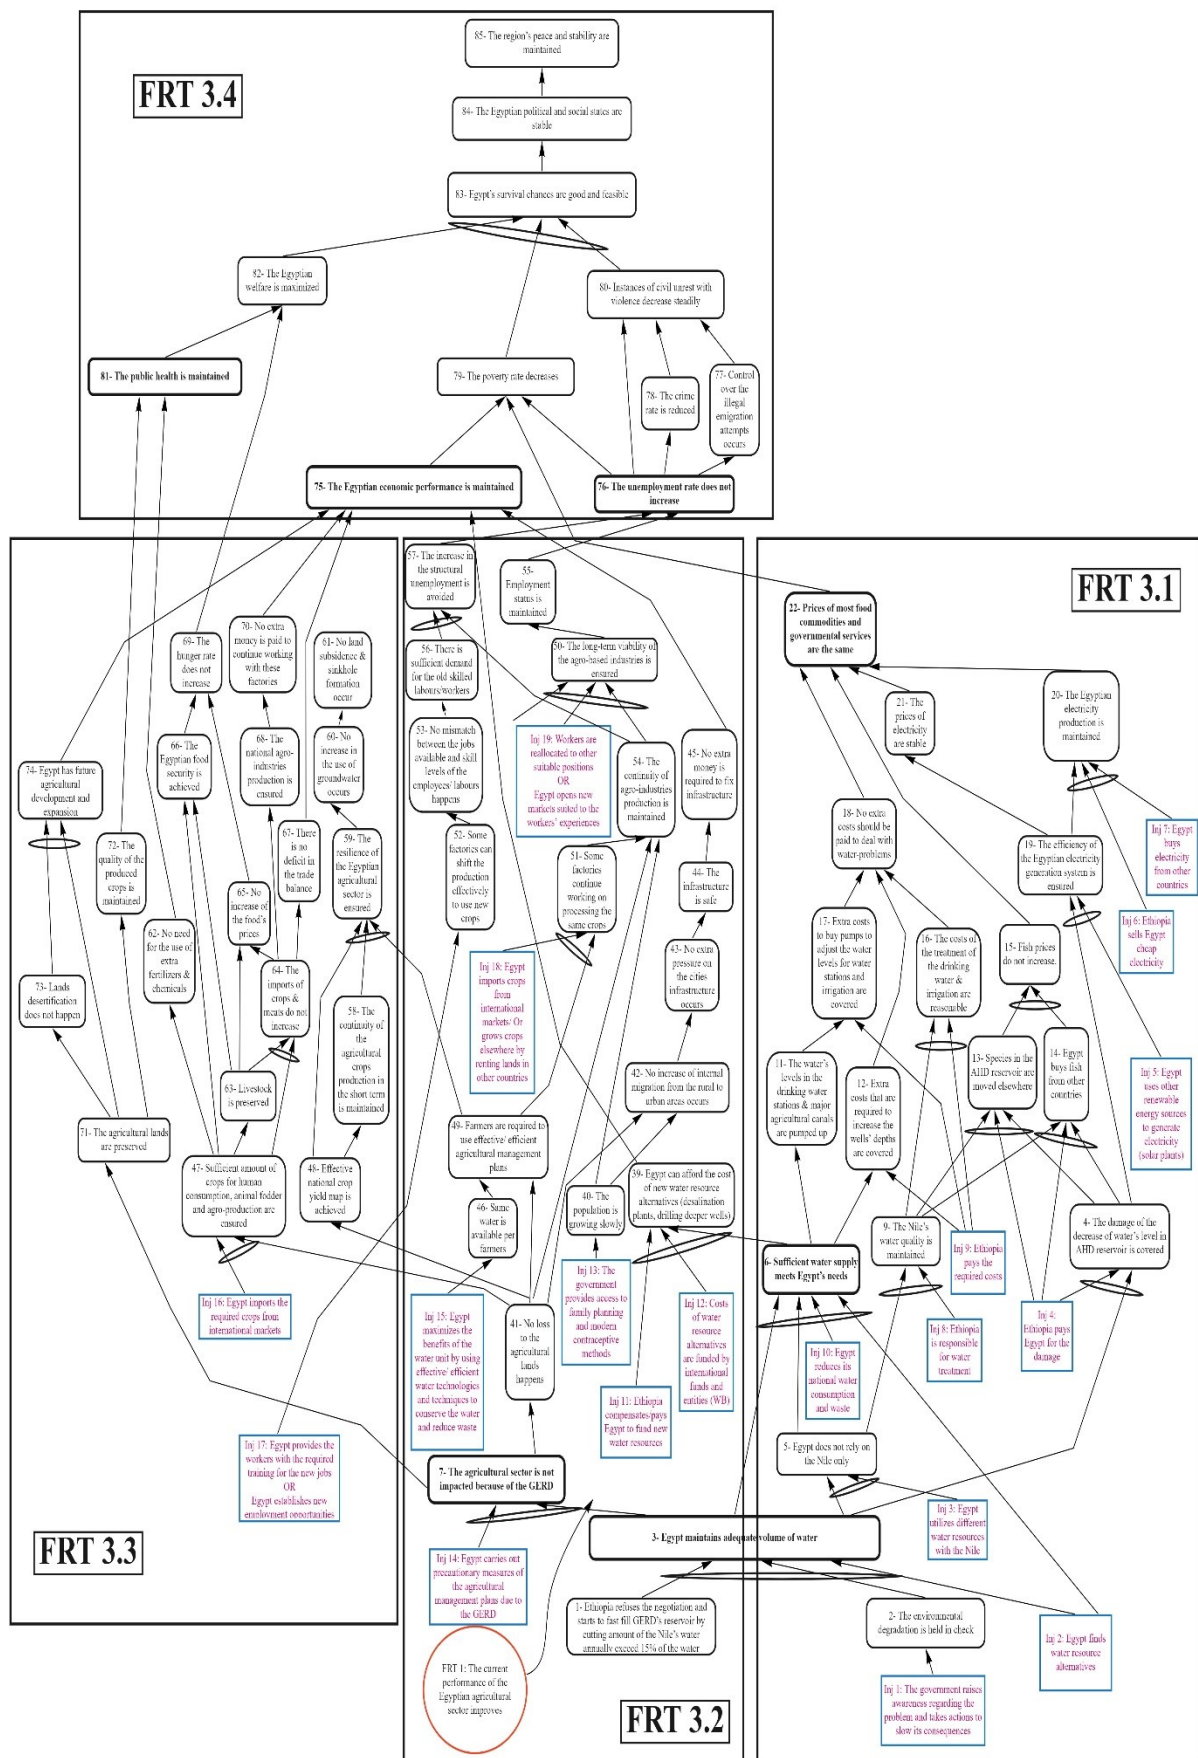 85- The region's peace and stability are
maintained
FRT 3.4
84- The Egyptian political and social states are
stable
83- Egypt's survival chances are good and feasible
82- The Egyptian
welfare is maximized
80- Instances of civil unrest with
violence decrease steadily
81- The public health is maintained
79- The poverty rate decreases
78- The crime
rate is reduced
77- Control
over the
illegal
emigration
attempts
occurs
75- The Egyptian economic performance is maintained
76- The unemployment rate does not
increase
74- Egypt has future
agricultural
development and
expansion
69- The
hunger rate
does not
increase
70- No extra
money is paid to
continue working
with these
factories
61- No land
subsidence &
sinkhole
formation
occur
66- The
Egyptian food
security is
achieved
68- The
national agro-
industries
production is
ensured
60- No
increase in
the use of
groundwater
occurs
72- The
quality of the
produced
crops is
maintained
67- There
is no
deficit in the
trade
balance
59- The
resilience of
the Egyptian
agricultural
sector is
ensured
65- No
increase of
the food's
prices
62- No need
for the use of
extra
fertilizers &
chemicals
64- The
imports of
crops &
meats do not
increase
73- Lands
desertification
does not happen
63- Livestock
is preserved
58- The
continuity of
the
agricultural
crops
production in
the short term
is maintained
71- The agricultural lands
are preserved
47- Sufficient amount of
crops for human
consumption, animal fodder
and agro-production are
ensured
48- Effective
national crop
yield map is
achieved
Inj 16: Egypt imports the
required crops from
international markets
Inj 17: Egypt provides the
workers with the required
training for the new jobs
OR
Egypt establishes new
employment opportunities
FRT 3.3
57- The increase in
the structural
unemployment is
avoided
55-
Employment
status is
maintained
56- There is
sufficient demand
for the old skilled
labours/workers
50- The long-term viability of
the agro-based industries is
ensured
53- No mismatch
between the jobs
available and skill
levels of the
employees/ labours
happens
Inj 19: Workers are
reallocated to other
suitable positions
OR
Egypt opens new
markets suited to the
workers' experiences
54- The
continuity of
agro-industries
production is
maintained
45- No extra
money is
required to fix
infrastructure
52- Some
factories can
shift the
production
effectively
to use new
crops
51- Some
factories
continue
working on
processing the
same crops
44- The
infrastructure
is safe
Inj 18: Egypt
imports crops
from
international
markets/ Or
grows crops
elsewhere by
renting lands in
other countries
43- No extra
pressure on
the cities
infrastructure
occurs
42- No increase of internal
migration from the rural to
urban areas occurs
49- Farmers are required to
use effective/ efficient
agricultural management
plans
46- Same
water is
available per
farmers
40- The
population is
growing slowly
39- Egypt can afford the cost
of new water resource
alternatives (desalination
plants, drilling deeper wells)
Inj 15: Egypt
maximizes the
benefits of the
water unit by using
effective/ efficient
water technologies
and techniques to
conserve the water
and reduce waste
41- No loss
to the
agricultural
lands
happens
Inj 13: The
government
provides access to
family planning
and modern
contraceptive
methods
Inj 12: Costs
of water
resource
alternatives
are funded by
international
funds and
entities (WB)
Inj 11: Ethiopia
compensates/pays
Egypt to fund new
water resources
7- The agricultural sector is not
impacted because of the GERD
3- Egypt maintains adequate volume of water
Inj 14: Egypt carries out
precautionary measures of
the agricultural
management plans due to
the GERD
1- Ethiopia refuses the negotiation and
starts to fast fill GERD's reservoir by
cutting amount of the Nile's water
annually exceed 15% of the water
FRT 1: The current
performance of the
Egyptian agricultural
sector improves
FRT 3.2
FRT 3.1
22- Prices of most food
commodities and
governmental services
are the same
20- The Egyptian
electricity
production is
maintained
21- The
prices of
electricity
are stable
18- No extra
costs should be
paid to deal with
water-problems
19- The efficiency of
the Egyptian electricity
generation system is
ensured
Inj 7: Egypt
buys
electricity
from other
countries
Inj 6: Ethiopia
sells Egypt
cheap
electricity
17- Extra costs
to buy pumps to
adjust the water
levels for water
stations and
irrigation are
covered
16- The costs of
the treatment of
the drinking
water &
irrigation are
reasonable
15- Fish prices
do not increase.
Inj 5: Egypt
uses other
renewable
energy sources
to generate
electricity
(solar plants)
11- The water's
levels in the
drinking water
stations & major
agricultural canals
are pumped up
12- Extra
costs that are
required to
increase the
wells' depths
are covered
13- Species in the
AHD reservoir are
moved elsewhere
14- Egypt
buys fish
from other
countries
9- The Nile's
water quality is
maintained
4- The damage of the
decrease of water's level in
AHD reservoir is covered
6- Sufficient water supply
meets Egypt's needs
Inj 9: Ethiopia
pays the
required costs
Inj 10: Egypt
reduces its
national water
consumption
and waste
Inj 8: Ethiopia
is responsible
for water
treatment
Inj 4:
Ethiopia pays
Egypt for the
damage
5- Egypt does not rely on
the Nile only
Inj 3: Egypt
utilizes different
water resources
with the Nile
2- The environmental
degradation is held in check
Inj 2: Egypt finds
water resource
alternatives
Inj 1: The government raises
awareness regarding the
problem and takes actions to
slow its consequences